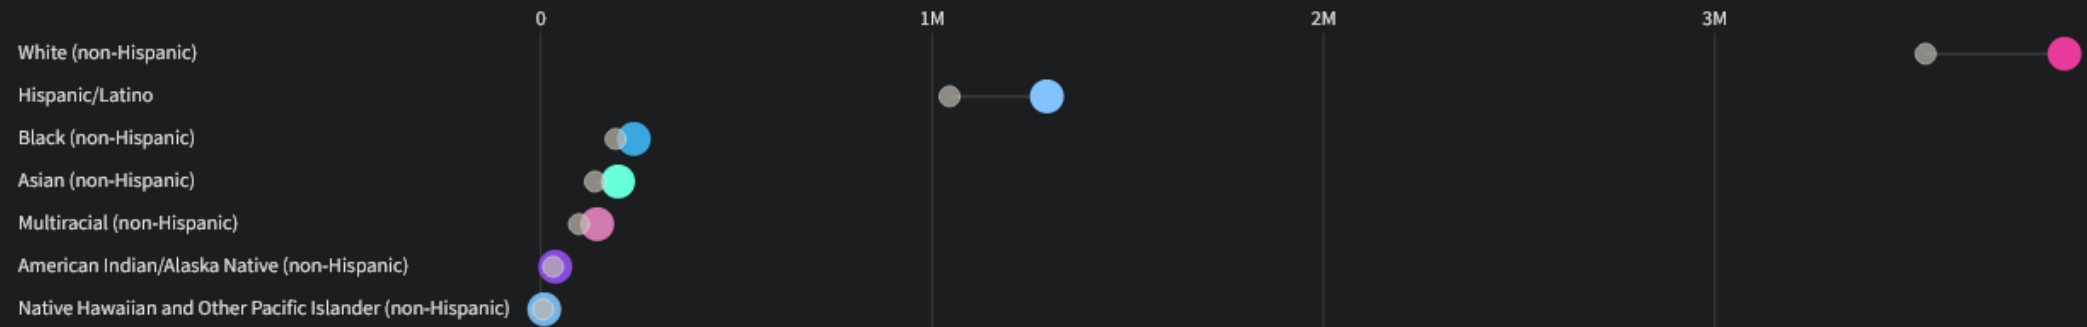 0 1M 2M 3M
White (non-Hispanic)
Hispanic/Latino
Black (non-Hispanic)
Asian (non-Hispanic)
Multiracial (non-Hispanic)
American Indian/Alaska Native (non-Hispanic)
Native Hawaiian and Other Pacific Islander (non-Hispanic)